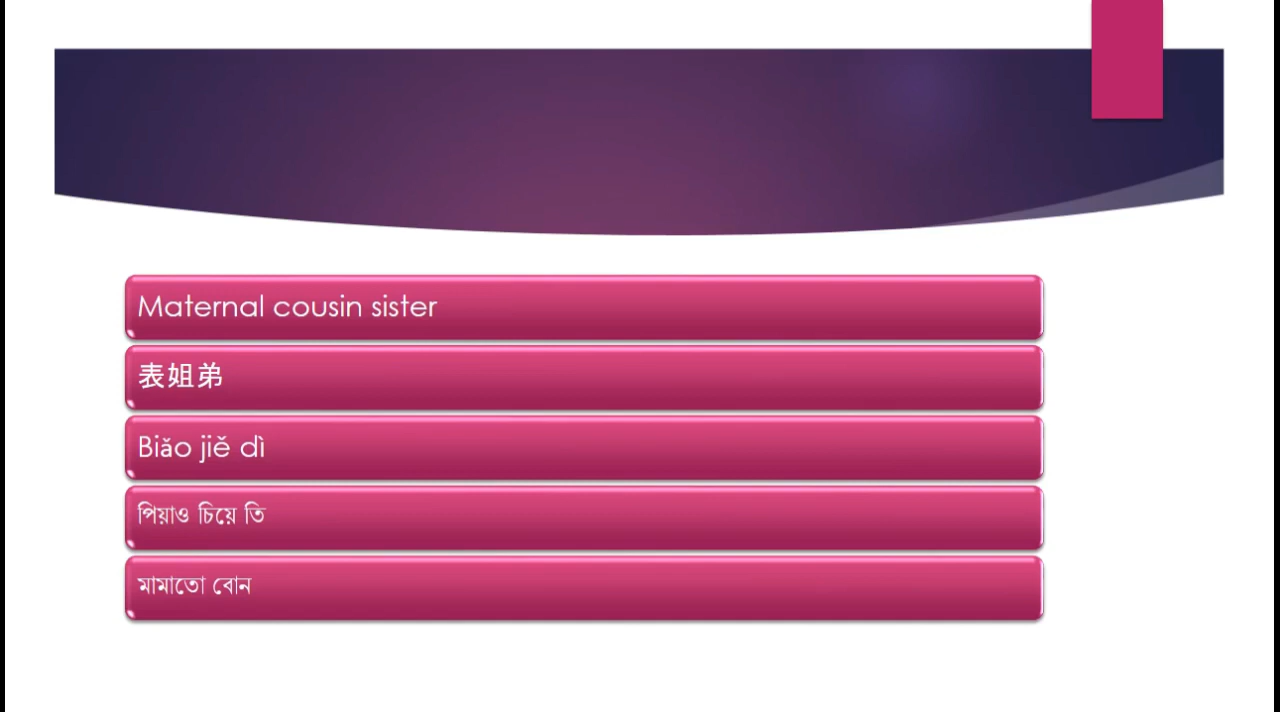 Maternal cousin sister
表姐弟
Biǎo jiě dì
পিয়াও চিয়ে তি
মামাতো বোন